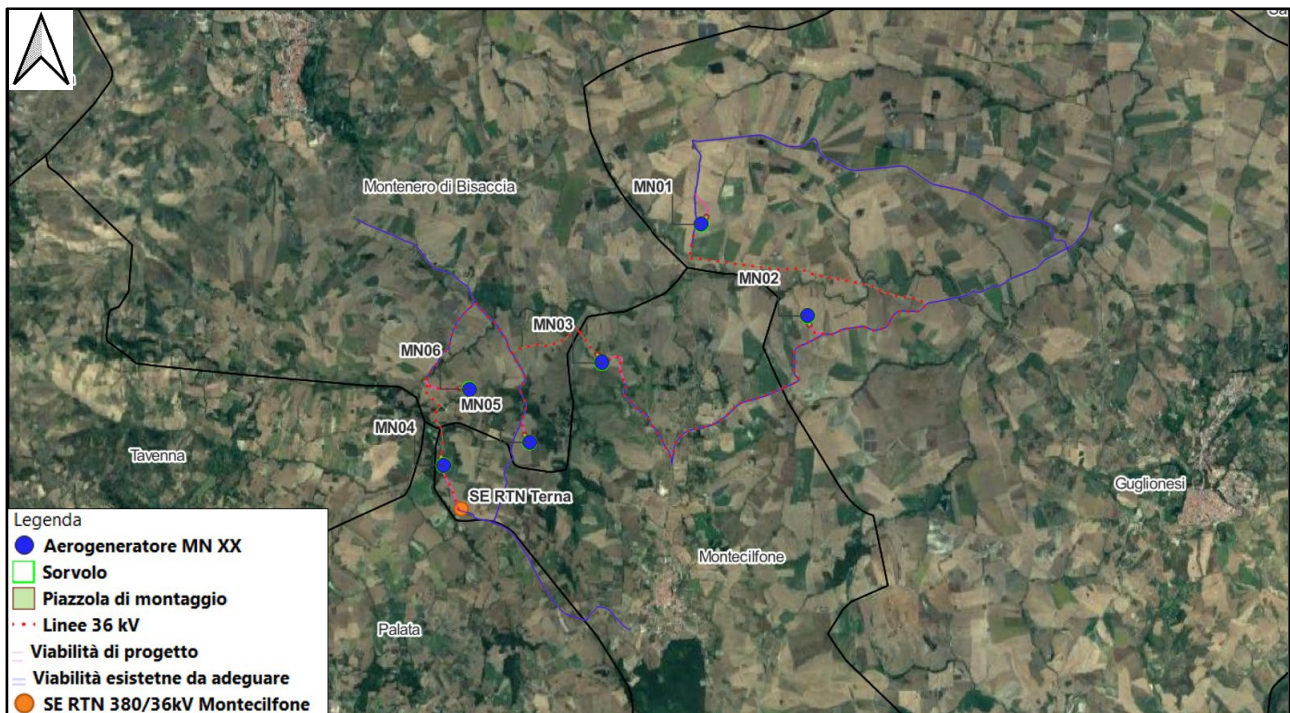 Montenero di Bisaccia
MN01
MN02
MN03
MN06
MN05
MN04
Tavenna
SE RTN Terna
Guglionesi
Montecilfone
Palata
Legenda
Aerogeneratore MN XX
Sorvolo
Piazzola di montaggio
Linee 36 kV
Viabilità di progetto
Viabilità esistetne da adeguare
SE RTN 380/36kV Montecilfone